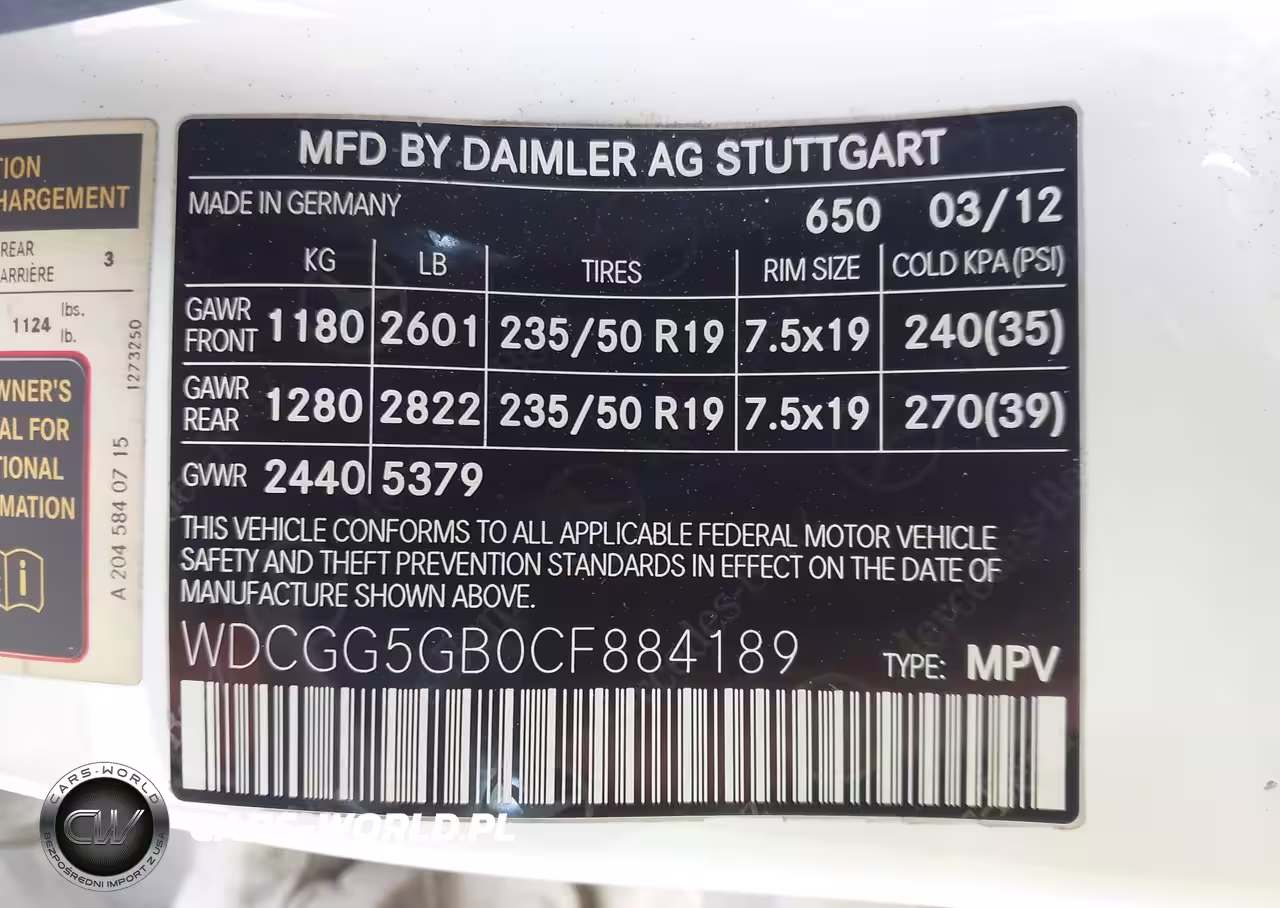 TION
HARGEMENT
REAR
ARRIÈRE 3
1124 lbs.
lb.
1273250
WNER'S
AL FOR
TIONAL
MATION
A 204 584 07 15
MFD BY DAIMLER AG STUTTGART
MADE IN GERMANY 650 03/12
KG LB TIRES RIM SIZE COLD KPA(PSI)
GAWR FRONT 1180 2601 235/50 R19 7.5x19 240(35)
GAWR REAR 1280 2822 235/50 R19 7.5x19 270(39)
GVWR 2440 5379
THIS VEHICLE CONFORMS TO ALL APPLICABLE FEDERAL MOTOR VEHICLE
SAFETY AND THEFT PREVENTION STANDARDS IN EFFECT ON THE DATE OF
MANUFACTURE SHOWN ABOVE.
WDCGG5GB0CF884189 TYPE: MPV
CARS-WORLD
CW
BEZPOŚREDNI IMPORT Z USA
CARS-WORLD.PL